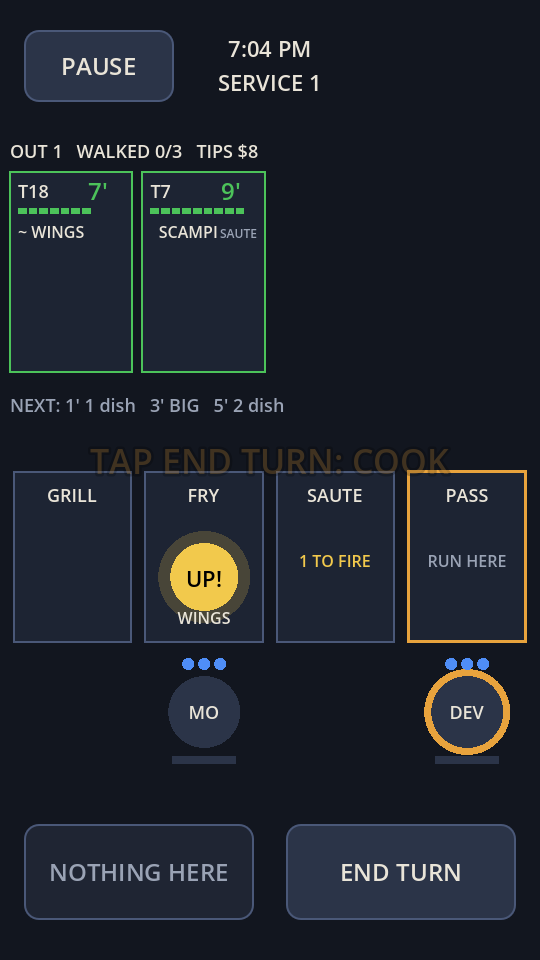 PAUSE
7:04 PM
SERVICE 1
OUT 1 WALKED 0/3 TIPS $8
T18 7'
~ WINGS
T7 9'
SCAMPI SAUTE
NEXT: 1' 1 dish 3' BIG 5' 2 dish
TAP END TURN: COOK
GRILL
FRY
SAUTE
PASS
UP!
WINGS
1 TO FIRE
RUN HERE
MO
DEV
NOTHING HERE
END TURN